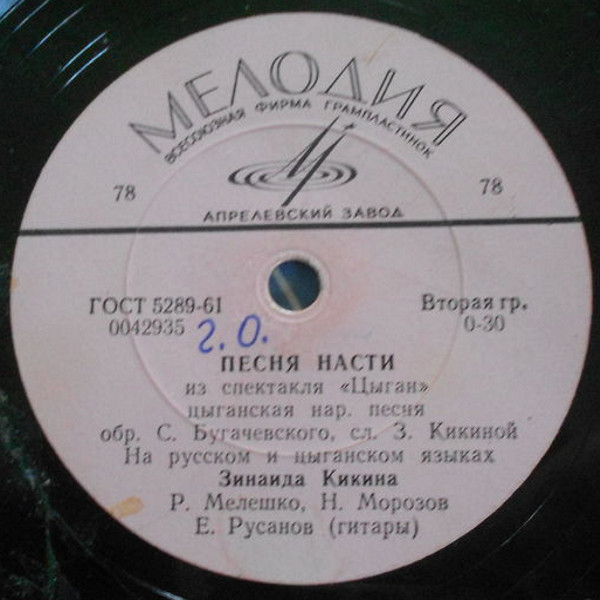 МЕЛОДИЯ
ВСЕСОЮЗНАЯ ФИРМА ГРАМПЛАСТИНОК
78 78
АПРЕЛЕВСКИЙ ЗАВОД
ГОСТ 5289-61 Вторая гр.
0042935 0-30
г. О.
ПЕСНЯ НАСТИ
из спектакля «Цыган»
цыганская нар. песня
обр. С. Бугачевского, сл. З. Кикиной
На русском и цыганском языках
Зинаида Кикина
Р. Мелешко, Н. Морозов
Е. Русанов (гитары)